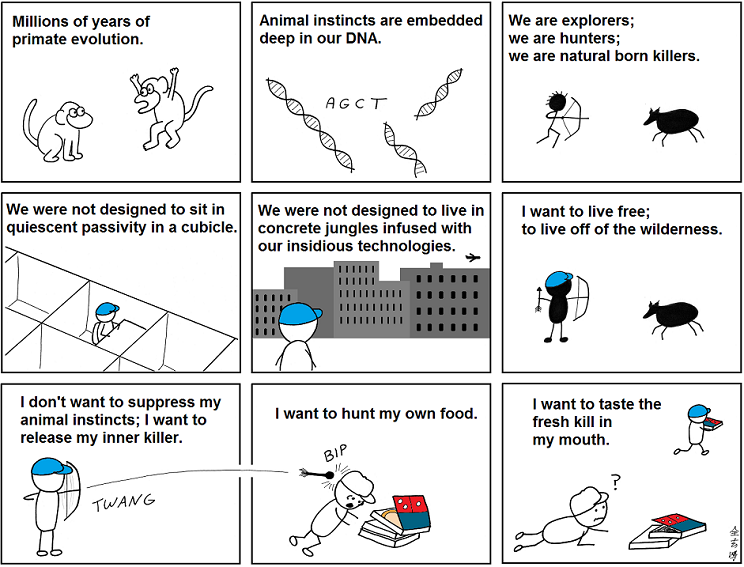 Millions of years of
primate evolution.
Animal instincts are embedded
deep in our DNA.
AGCT
We are explorers;
we are hunters;
we are natural born killers.
We were not designed to sit in
quiescent passivity in a cubicle.
We were not designed to live in
concrete jungles infused with
our insidious technologies.
I want to live free;
to live off of the wilderness.
I don't want to suppress my
animal instincts; I want to
release my inner killer.
TWANG
I want to hunt my own food.
BIP
I want to taste the
fresh kill in
my mouth.
?